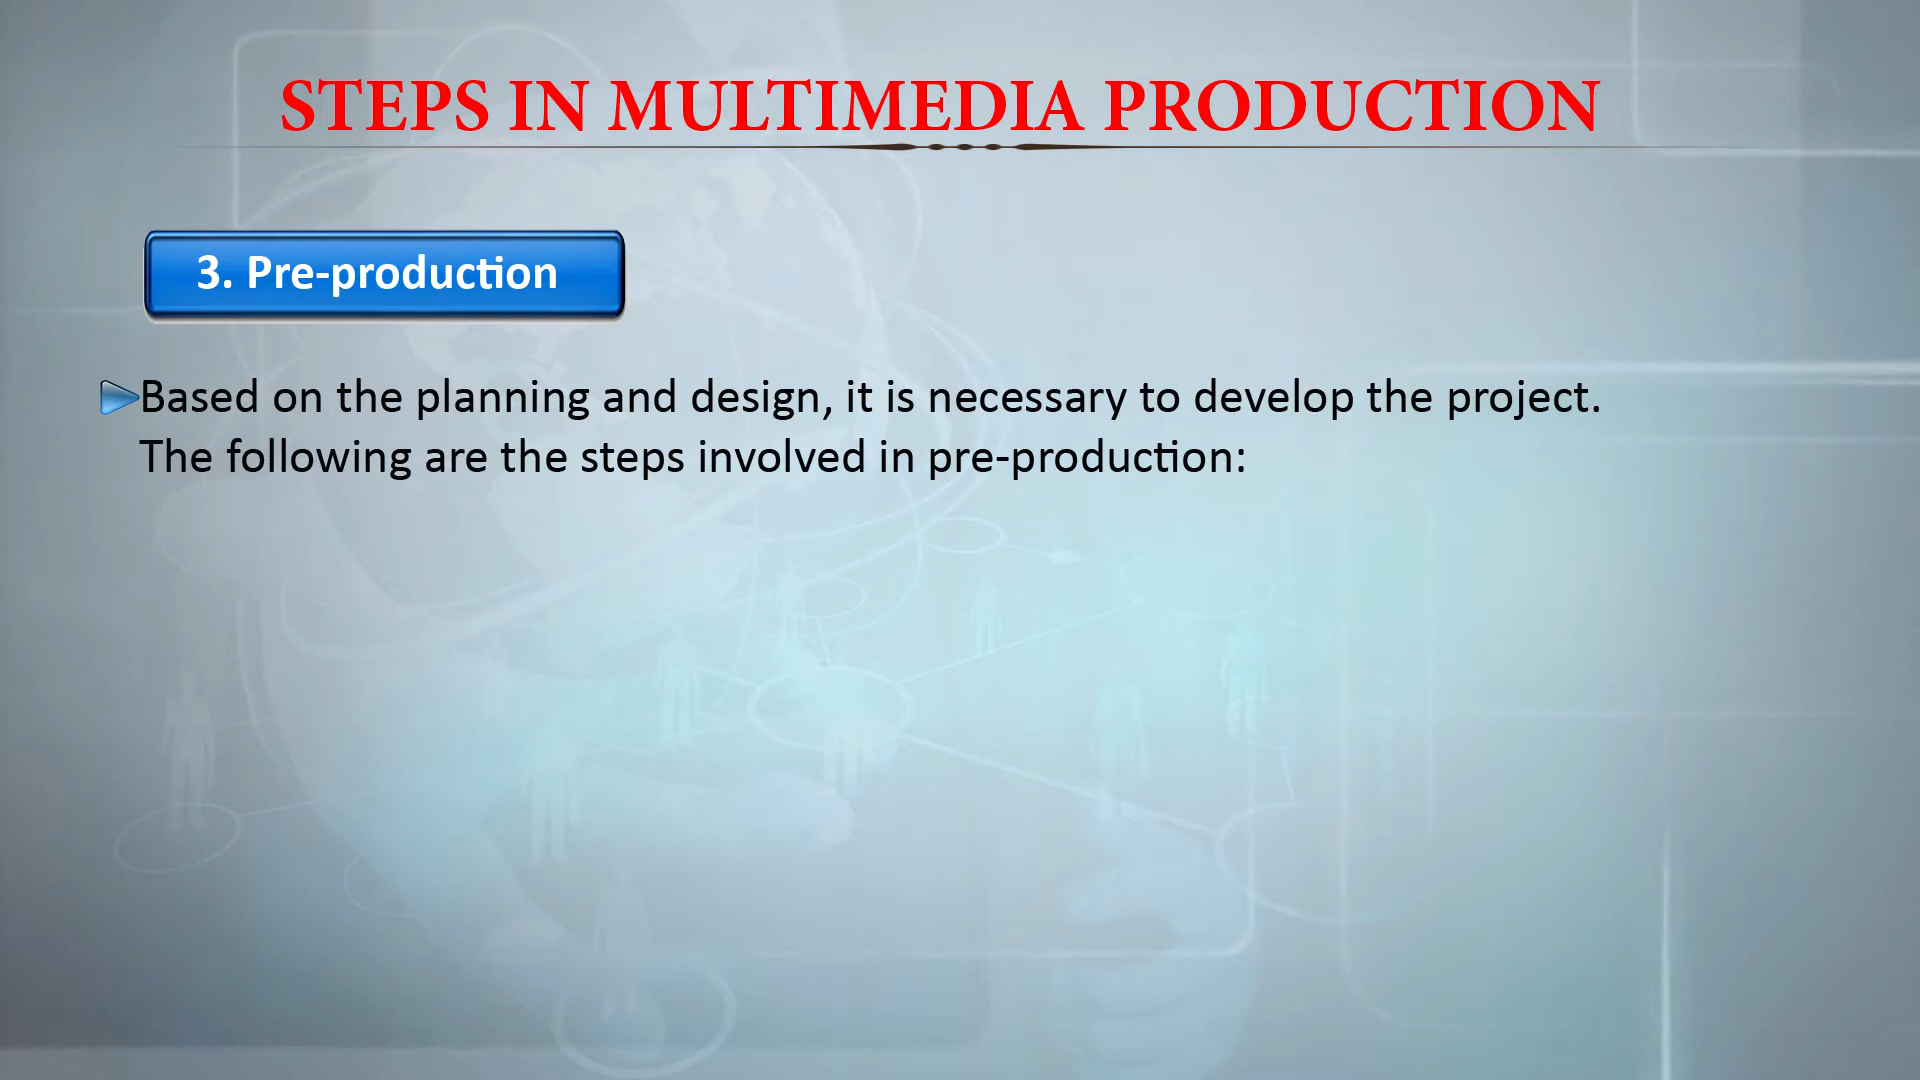 STEPS IN MULTIMEDIA PRODUCTION
3. Pre-production
Based on the planning and design, it is necessary to develop the project.
The following are the steps involved in pre-production: